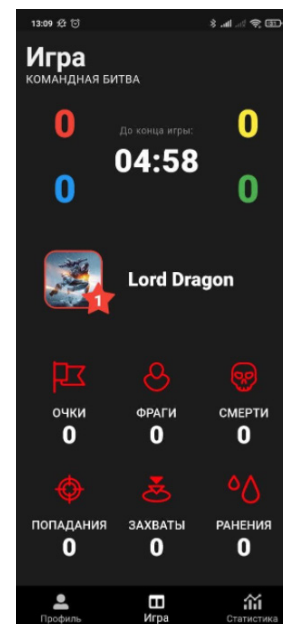 13:09
Игра
КОМАНДНАЯ БИТВА
0 До конца игры: 0
04:58
0 0
1 Lord Dragon
ОЧКИ ФРАГИ СМЕРТИ
0 0 0
ПОПАДАНИЯ ЗАХВАТЫ РАНЕНИЯ
0 0 0
Профиль Игра Статистика